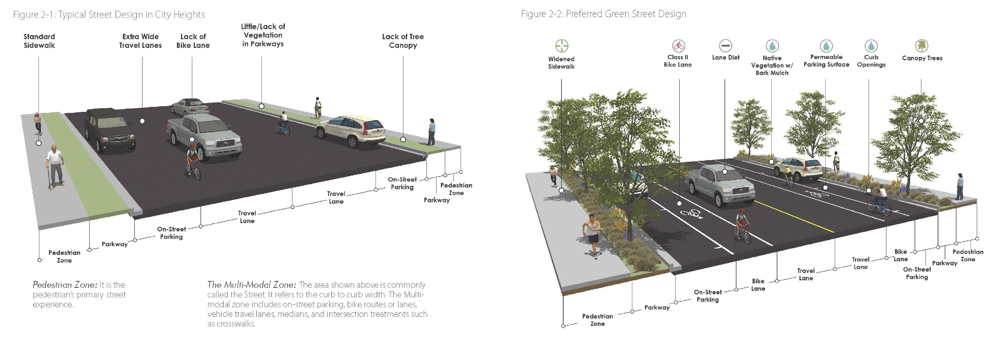 Figure 2-1: Typical Street Design in City Heights
Standard
Sidewalk
Extra Wide
Travel Lanes
Lack of
Bike Lane
Little/Lack of
Vegetation
in Parkways
Lack of Tree
Canopy
Pedestrian
Zone
Parkway
On-Street
Parking
Travel
Lane
Travel
Lane
On-Street
Parking
Parkway
Pedestrian
Zone
Pedestrian Zone: It is the
pedestrian's primary street
experience.
The Multi-Modal Zone: The area shown above is commonly
called the Street. It refers to the curb to curb width. The Multi-
modal zone includes on-street parking, bike routes or lanes,
vehicle travel lanes, medians, and intersection treatments such
as crosswalks.
Figure 2-2: Preferred Green Street Design
Widened
Sidewalk
Class II
Bike Lane
Lane Diet
Native
Vegetation w/
Bark Mulch
Permeable
Parking Surface
Curb
Openings
Canopy Trees
Pedestrian
Zone
Parkway
On-Street
Parking
Bike
Lane
Travel
Lane
Travel
Lane
Bike
Lane
On-Street
Parking
Parkway
Pedestrian
Zone